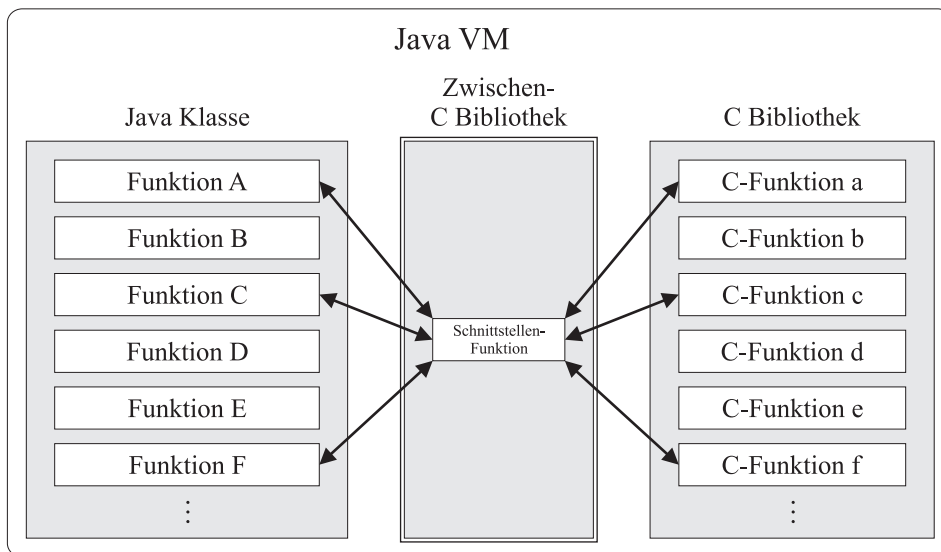 Java VM
Java Klasse
Zwischen-
C Bibliothek
C Bibliothek
Funktion A
Funktion B
Funktion C
Funktion D
Funktion E
Funktion F
⋮
Schnittstellen-
Funktion
C-Funktion a
C-Funktion b
C-Funktion c
C-Funktion d
C-Funktion e
C-Funktion f
⋮